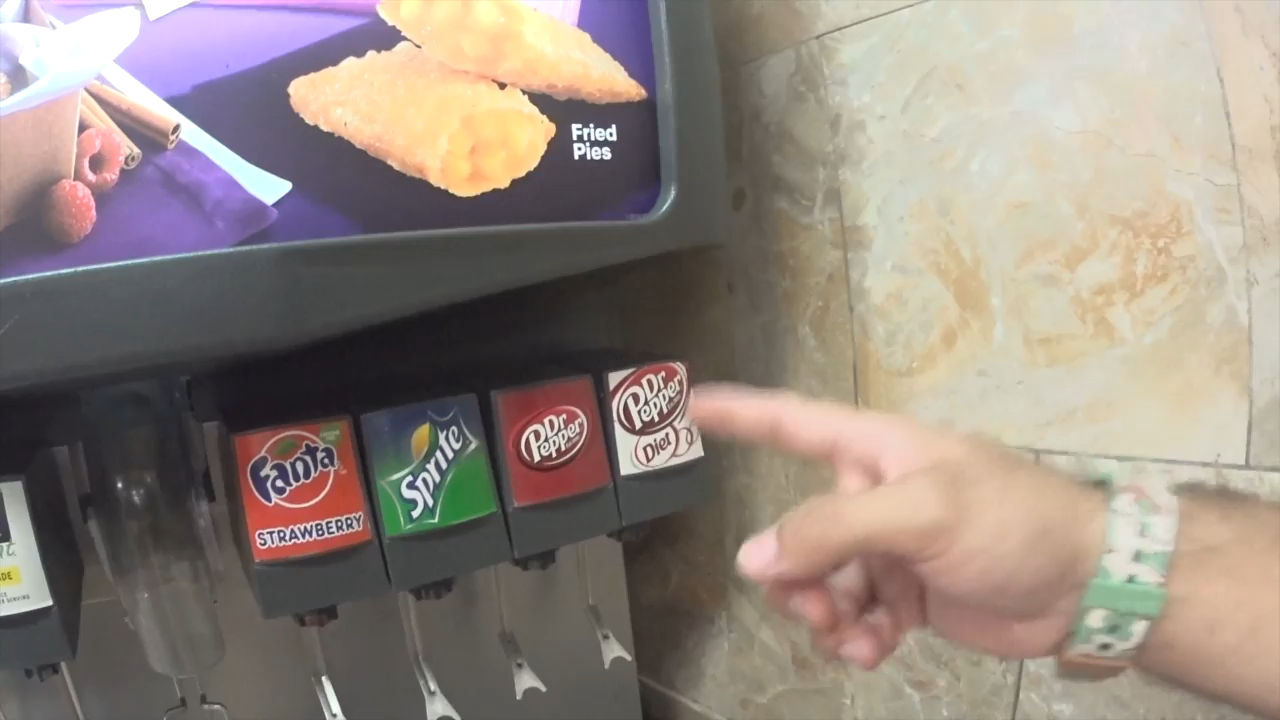 Fried
Pies
Fanta
STRAWBERRY
Sprite
Dr
Pepper
Dr
Pepper
Diet